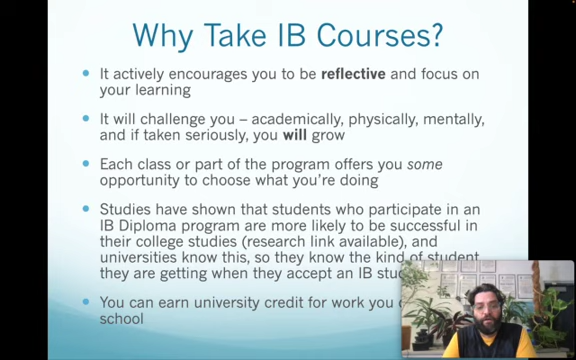 Why Take IB Courses?
It actively encourages you to be reflective and focus on
your learning
It will challenge you – academically, physically, mentally,
and if taken seriously, you will grow
Each class or part of the program offers you some
opportunity to choose what you're doing
Studies have shown that students who participate in an
IB Diploma program are more likely to be successful in
their college studies (research link available), and
universities know this, so they know the kind of student
they are getting when they accept an IB
You can earn university credit for work you
school